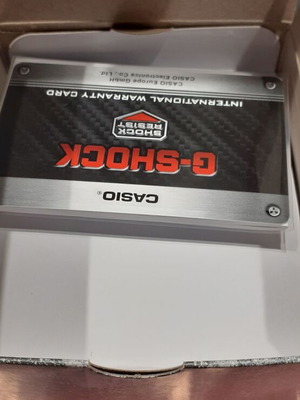 CASIO®
G-SHOCK
SHOCK
RESIST
INTERNATIONAL WARRANTY CARD
CASIO Europe GmbH
CASIO Electronics Co., Ltd